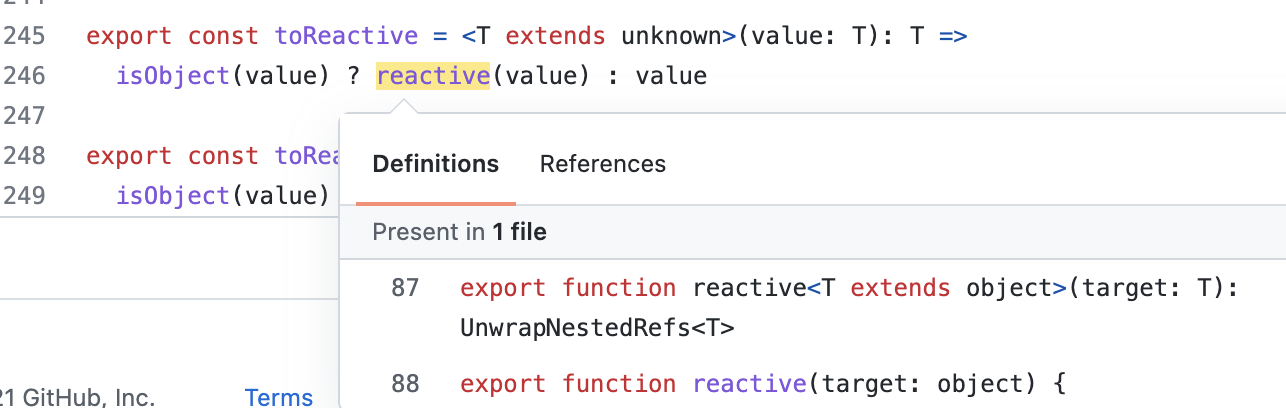 245 export const toReactive = <T extends unknown>(value: T): T =>
246 isObject(value) ? reactive(value) : value
247
248 export const toRea
249 isObject(value)
Definitions References
Present in 1 file
87 export function reactive<T extends object>(target: T):
UnwrapNestedRefs<T>
88 export function reactive(target: object) {
21 GitHub, Inc. Terms